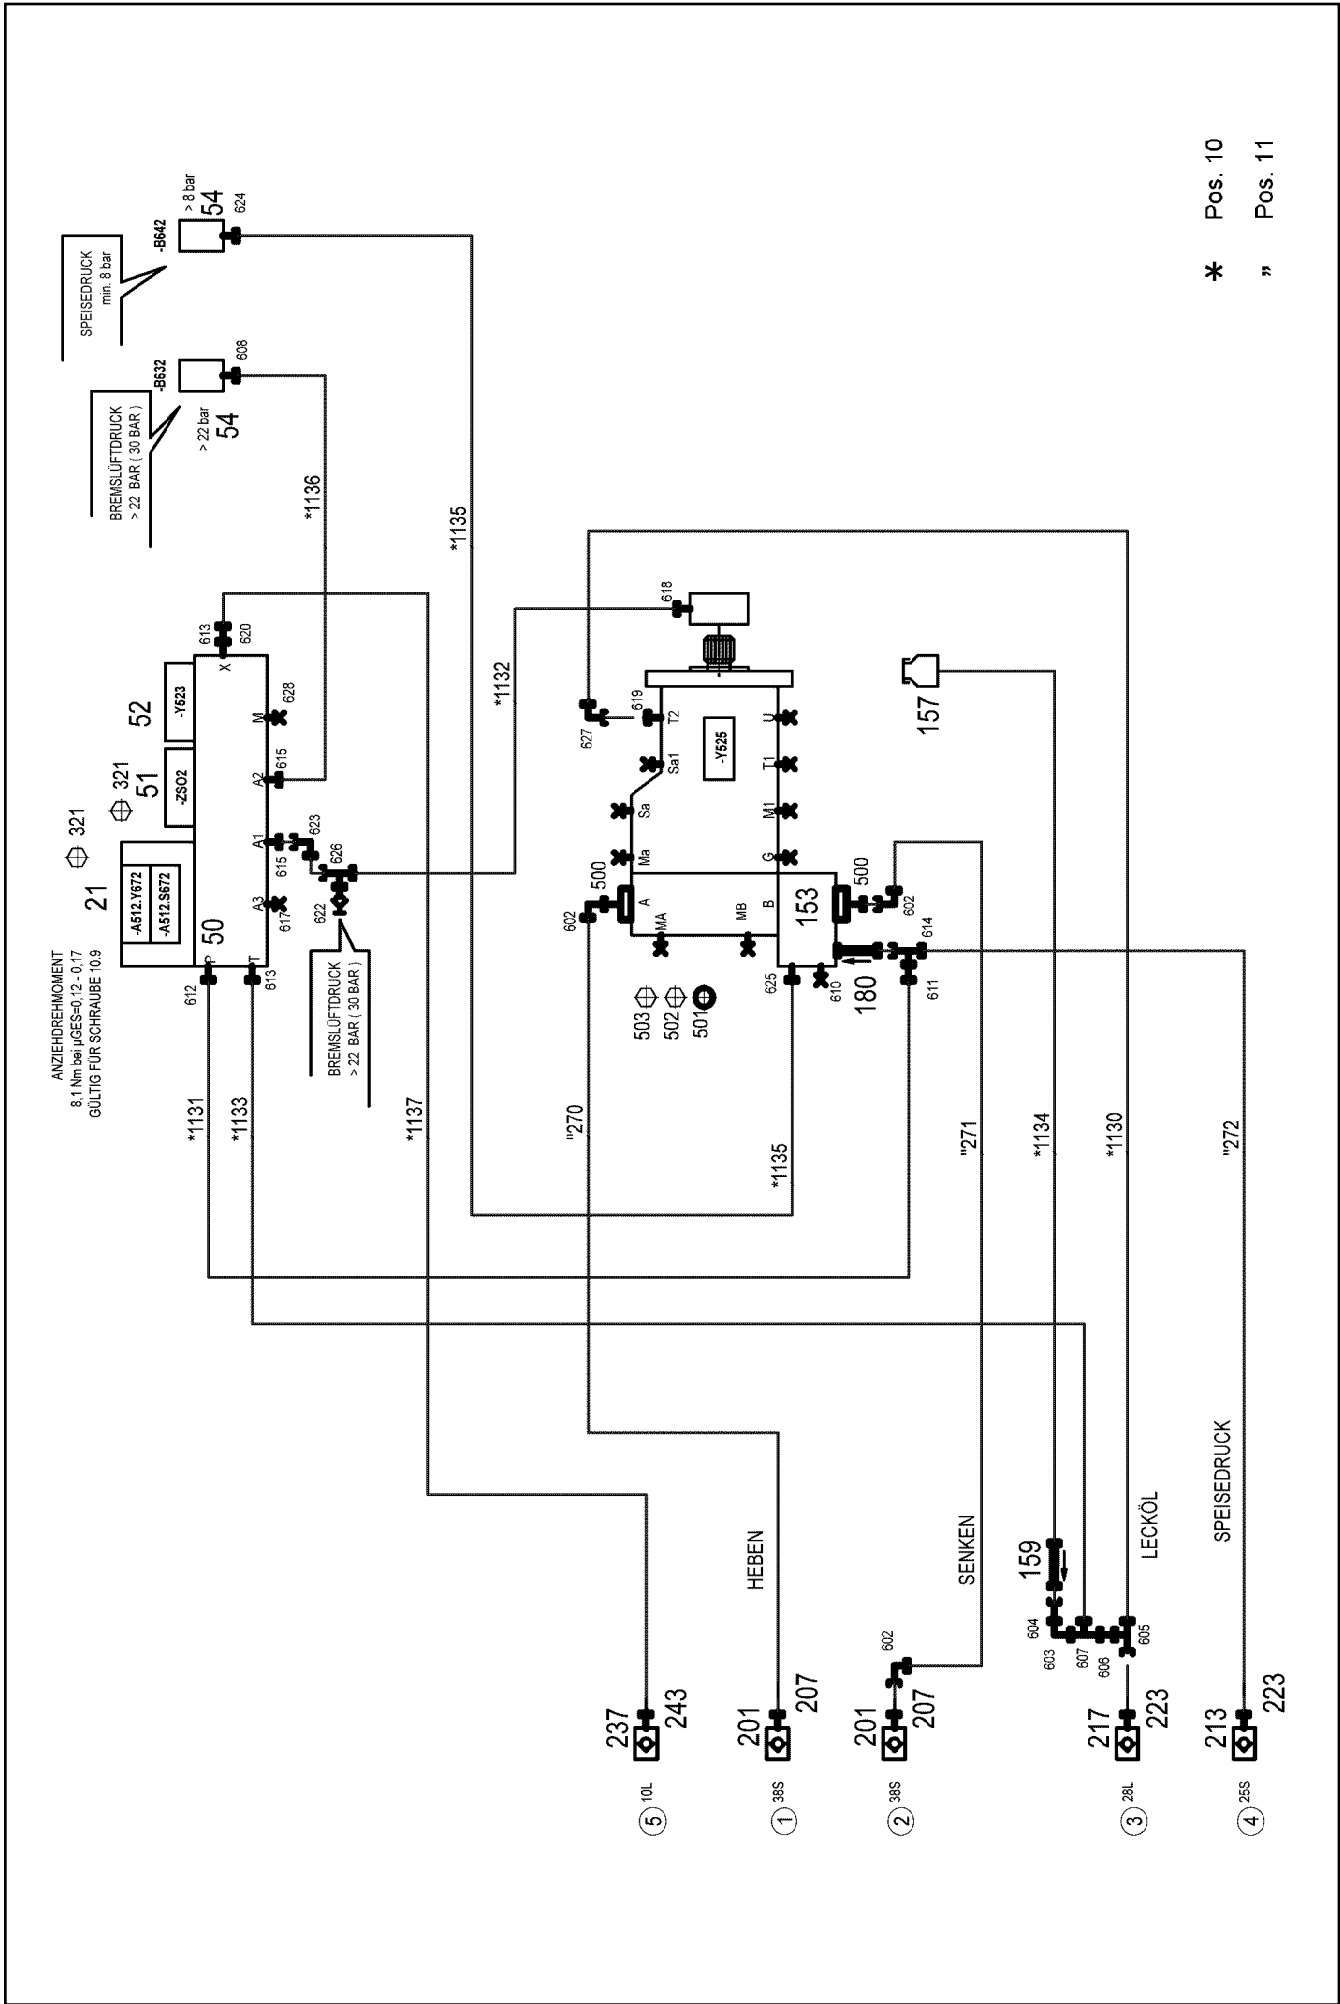 ANZIEHDREHMOMENT
8,1 Nm bei µGES=0,12 - 0,17
GÜLTIG FÜR SCHRAUBE 10.9
21
321
-A512.Y672
-A512.S672
321
51
-ZSO2
52
-Y523
50
P
T
X
A3
A1
A2
M
612
613
617
615
623
615
628
613
620
622
626
BREMSLÜFTDRUCK
> 22 BAR ( 30 BAR )
BREMSLÜFTDRUCK
> 22 BAR ( 30 BAR )
-B632
> 22 bar
54
608
SPEISEDRUCK
min. 8 bar
-B642
> 8 bar
54
624
*1131
*1133
*1137
*1136
*1135
*1132
"270
*1135
"271
*1134
*1130
"272
503
502
501
602
500
A
MA
MB
B
Ma
Sa
Sa1
T2
627
619
618
-Y525
G
M1
T1
U
153
500
602
625
610
180
614
611
157
HEBEN
SENKEN
159
LECKÖL
SPEISEDRUCK
604
603
607
606
605
602
237
243
5
10L
201
207
1
38S
201
207
2
38S
217
223
3
28L
213
223
4
25S
* Pos. 10
" Pos. 11